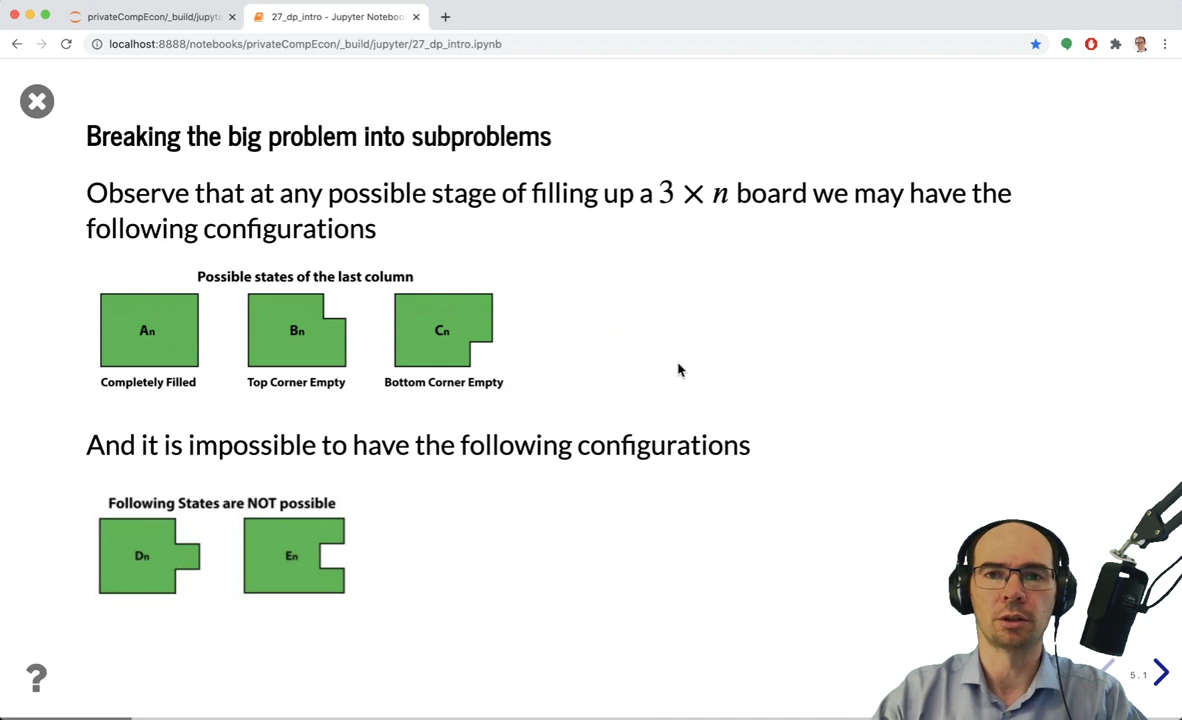 privateCompEcon/_build/jupyte
27_dp_intro - Jupyter Noteboo
localhost:8888/notebooks/privateCompEcon/_build/jupyter/27_dp_intro.ipynb
Breaking the big problem into subproblems
Observe that at any possible stage of filling up a 3 × n board we may have the
following configurations
Possible states of the last column
An
Bn
Cn
Completely Filled
Top Corner Empty
Bottom Corner Empty
And it is impossible to have the following configurations
Following States are NOT possible
Dn
En
?
5.1